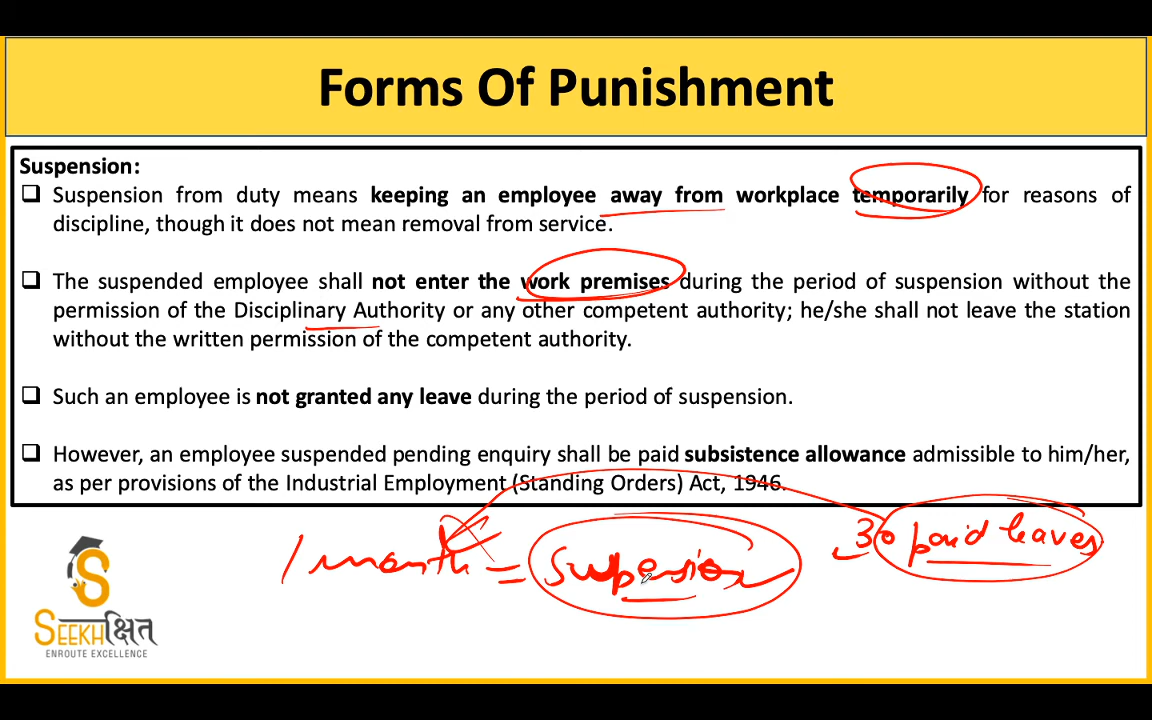 Forms Of Punishment
Suspension:
❑ Suspension from duty means keeping an employee away from workplace temporarily for reasons of
discipline, though it does not mean removal from service.
❑ The suspended employee shall not enter the work premises during the period of suspension without the
permission of the Disciplinary Authority or any other competent authority; he/she shall not leave the station
without the written permission of the competent authority.
❑ Such an employee is not granted any leave during the period of suspension.
❑ However, an employee suspended pending enquiry shall be paid subsistence allowance admissible to him/her,
as per provisions of the Industrial Employment (Standing Orders) Act, 1946.
1 month = Suspension 30 paid leaves
SEEKHक्षित
ENROUTE EXCELLENCE